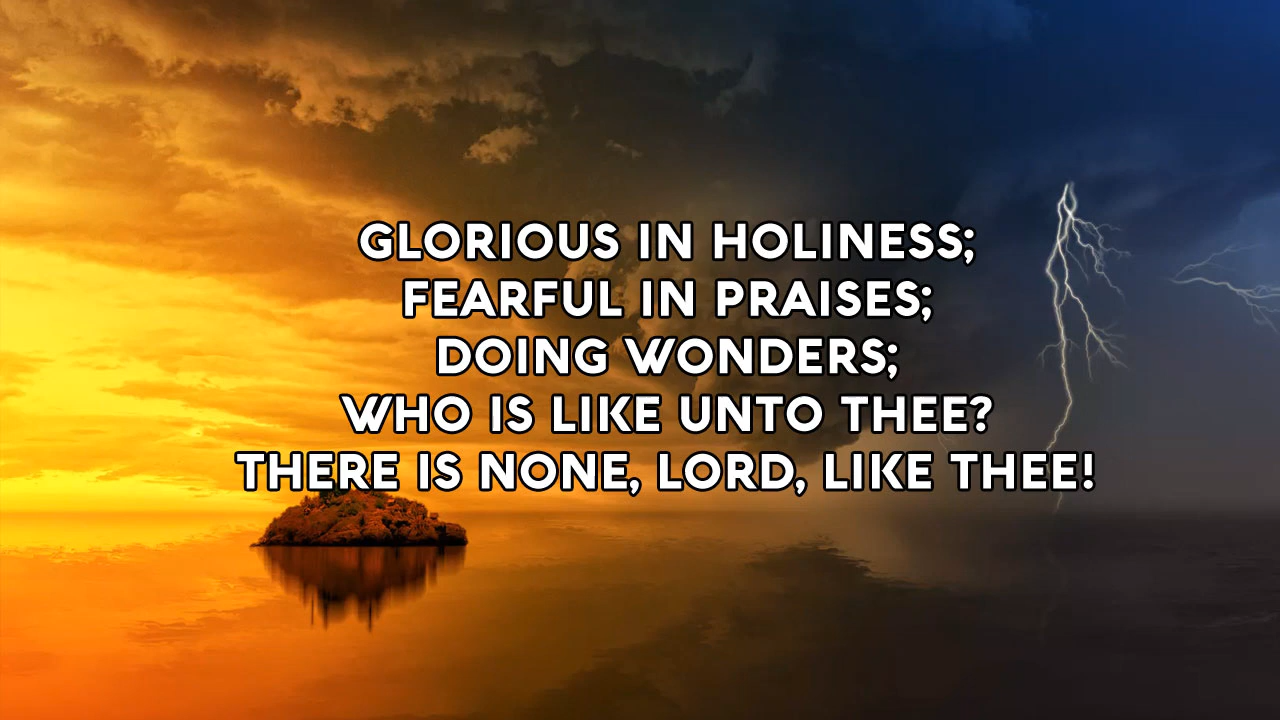 GLORIOUS IN HOLINESS;
FEARFUL IN PRAISES;
DOING WONDERS;
WHO IS LIKE UNTO THEE?
THERE IS NONE, LORD, LIKE THEE!